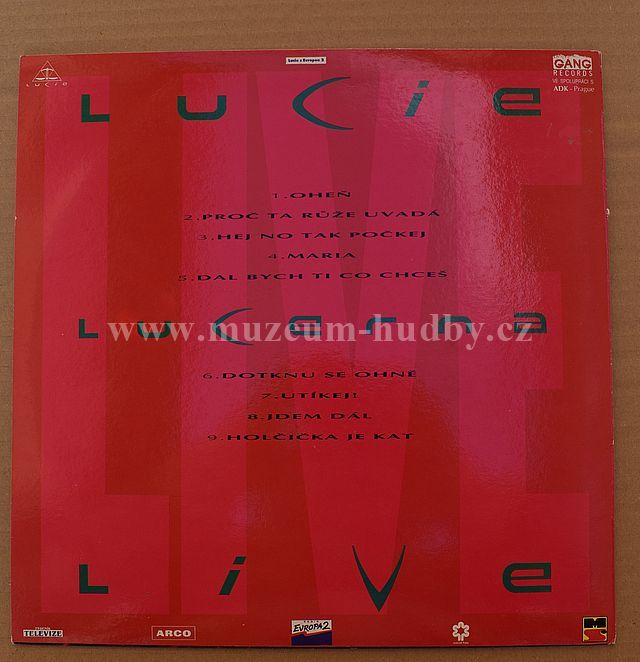 Lucie z Evropou 2
LUCIE
GANG
RECORDS
VE SPOLUPRÁCI S
ADK - Prague
LUCIE
1. OHEŇ
2. PROČ TA RŮŽE UVADÁ
3. HEJ NO TAK POČKEJ
4. MARIA
5. DAL BYCH TI CO CHCEŠ
LUCERNA
www.muzeum-hudby.cz
6. DOTKNU SE OHNĚ
7. UTÍKEJ!
8. JDEM DÁL
9. HOLČIČKA JE KAT
LIVE
LIVE
TELEVIZE
ARCO
EVROPA 2
M